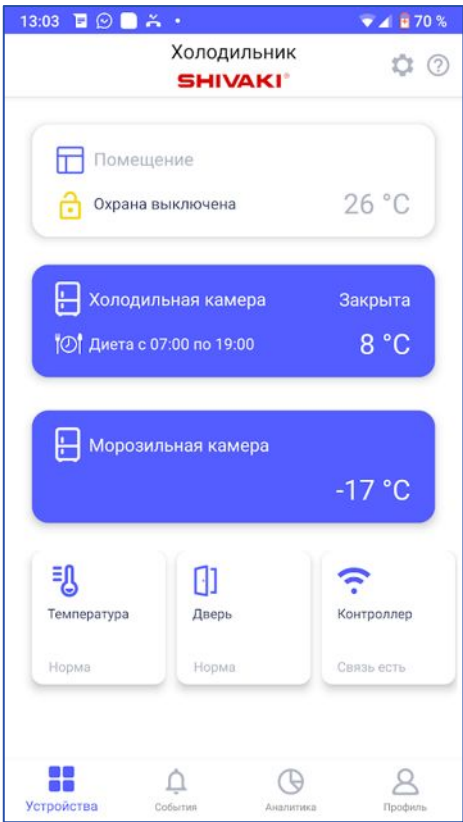 13:03 70 %
Холодильник
SHIVAKI®
Помещение
Охрана выключена 26 °C
Холодильная камера Закрыта
Диета с 07:00 по 19:00 8 °C
Морозильная камера
-17 °C
Температура Дверь Контроллер
Норма Норма Связь есть
Устройства События Аналитика Профиль